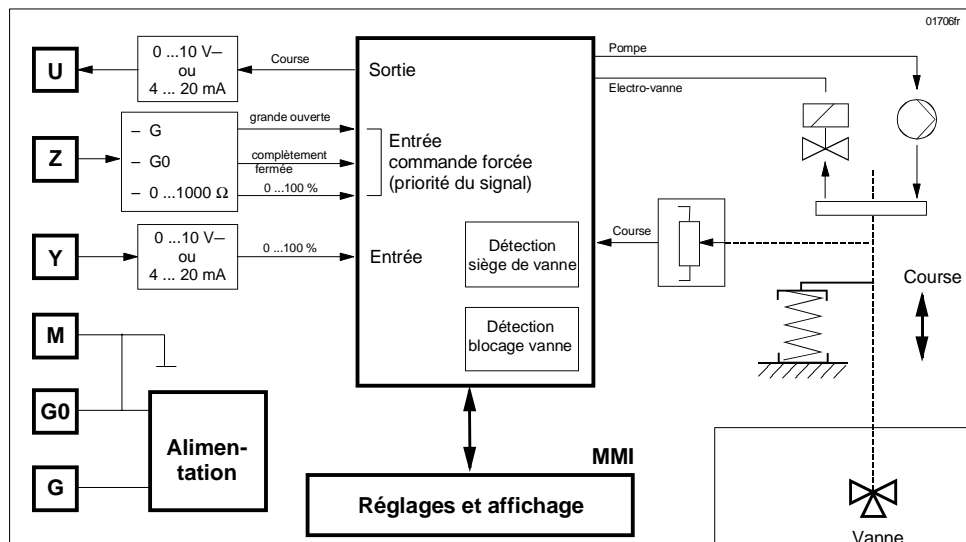 01706fr
U
0 ...10 V–
ou
4 ... 20 mA
Course
Sortie
Pompe
Electro-vanne
Z
– G
– G0
– 0 ...1000 Ω
grande ouverte
complètement
fermée
0 ...100 %
Entrée
commande forcée
(priorité du signal)
Y
0 ...10 V–
ou
4 ... 20 mA
0 ...100 %
Entrée
Détection
siège de vanne
Détection
blocage vanne
Course
Course
M
G0
G
Alimen-
tation
MMI
Réglages et affichage
Vanne